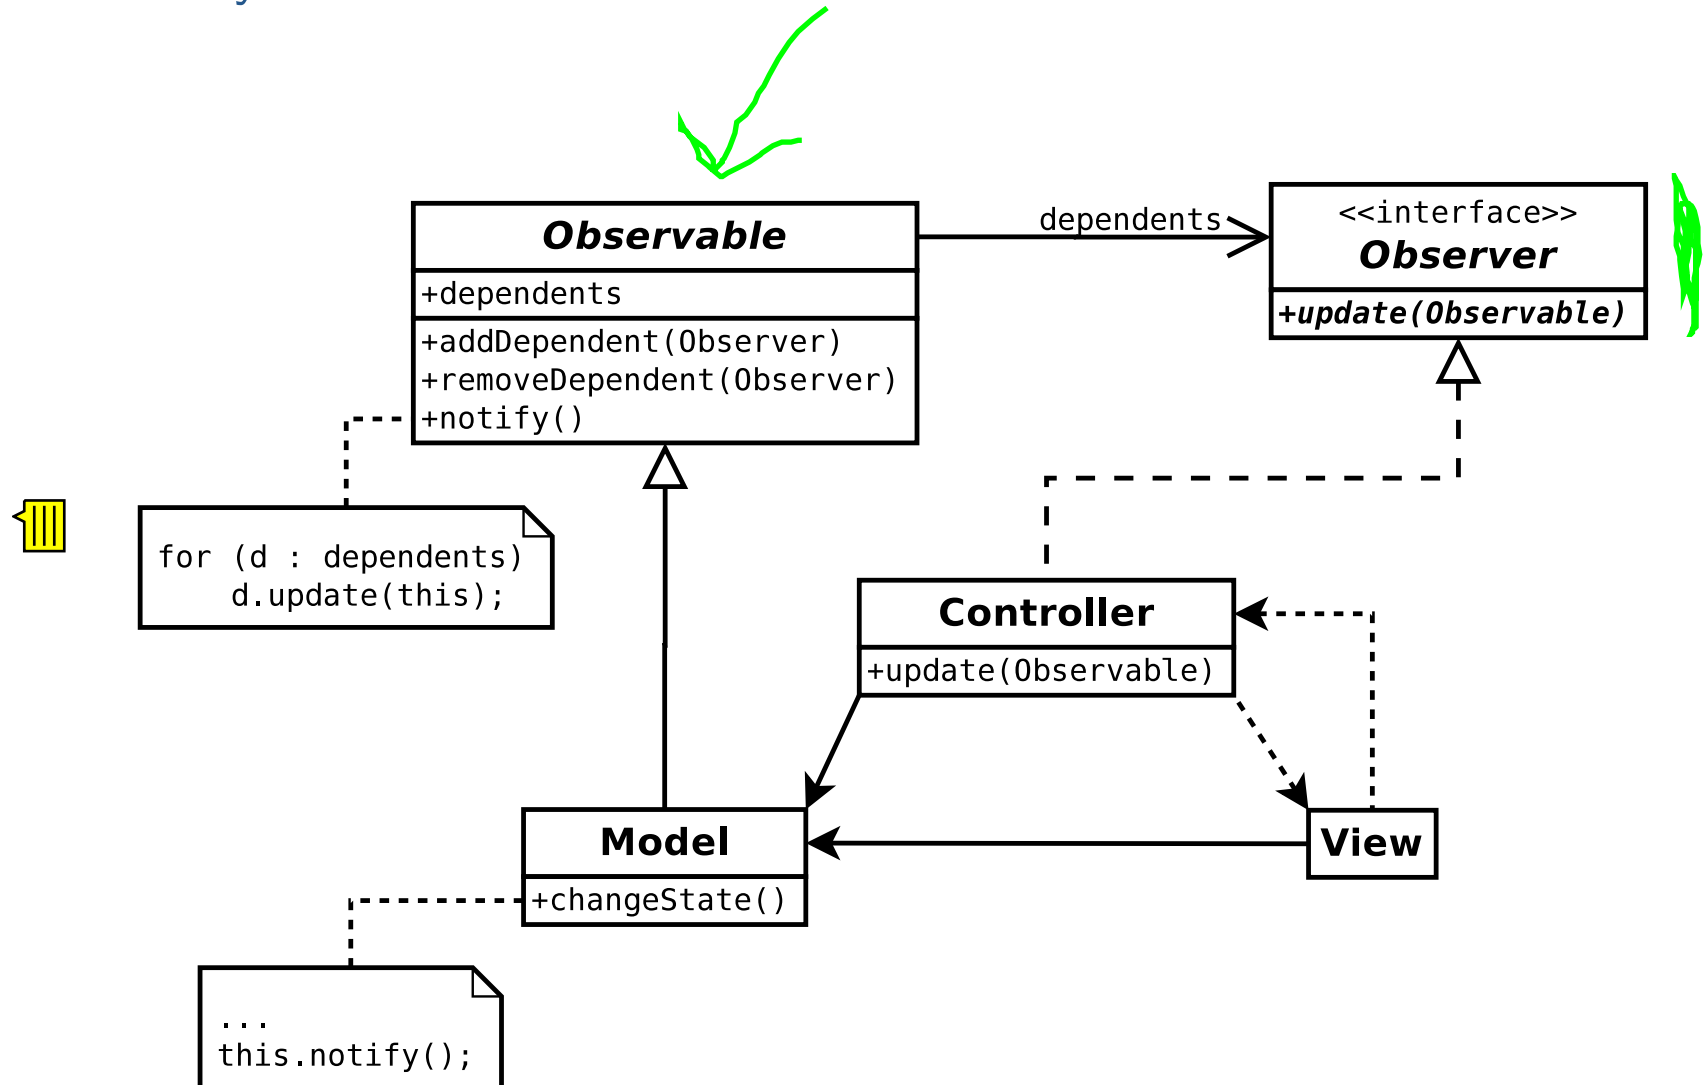 dependents
<<interface>>
Observable
Observer
+dependents
+update(Observable)
+addDependent(Observer)
+removeDependent(Observer)
+notify()
for (d : dependents)
    d.update(this);
Controller
+update(Observable)
Model
View
+changeState()
...
this.notify();